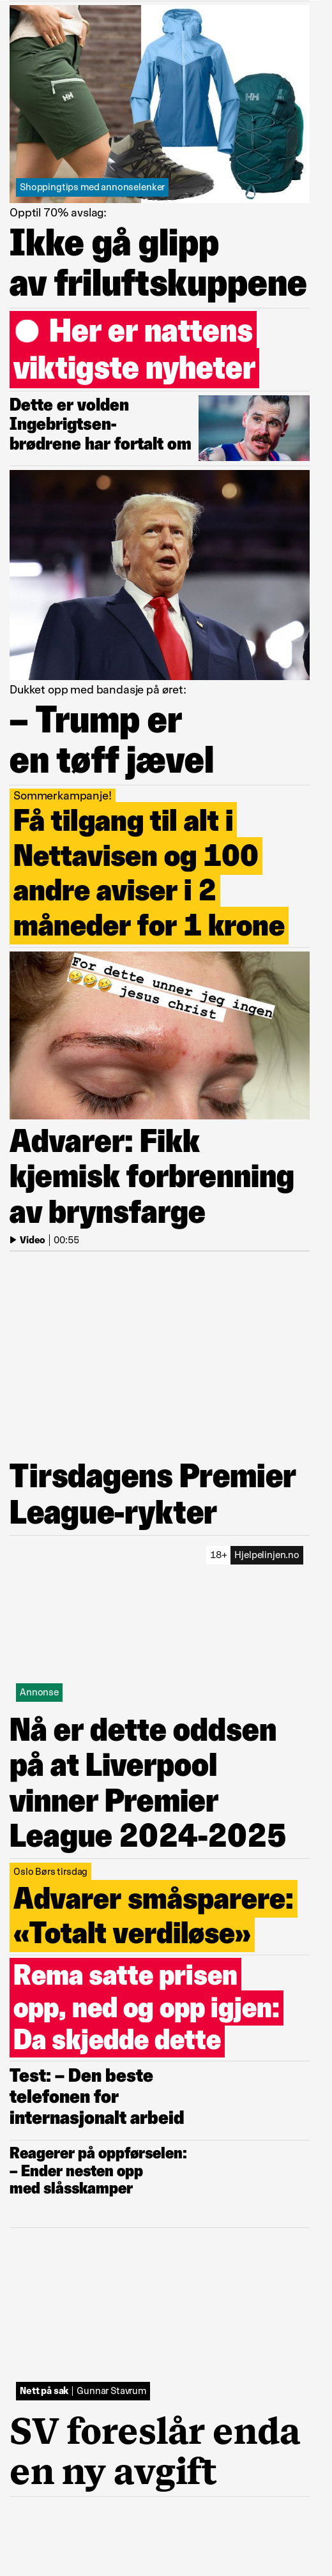 Shoppingtips med annonselenker
Opptil 70% avslag:
Ikke gå glipp
av friluftskuppene
Her er nattens
viktigste nyheter
Dette er volden
Ingebrigtsen-
brødrene har fortalt om
Dukket opp med bandasje på øret:
– Trump er
en tøff jævel
Sommerkampanje!
Få tilgang til alt i
Nettavisen og 100
andre aviser i 2
måneder for 1 krone
For dette unner jeg ingen
🤣🤣🤣 jesus christ
Advarer: Fikk
kjemisk forbrenning
av brynsfarge
Video | 00:55
Tirsdagens Premier
League-rykter
18+ Hjelpelinjen.no
Annonse
Nå er dette oddsen
på at Liverpool
vinner Premier
League 2024-2025
Oslo Børs tirsdag
Advarer småsparere:
«Totalt verdiløse»
Rema satte prisen
opp, ned og opp igjen:
Da skjedde dette
Test: – Den beste
telefonen for
internasjonalt arbeid
Reagerer på oppførselen:
– Ender nesten opp
med slåsskamper
Nett på sak | Gunnar Stavrum
SV foreslår enda
en ny avgift